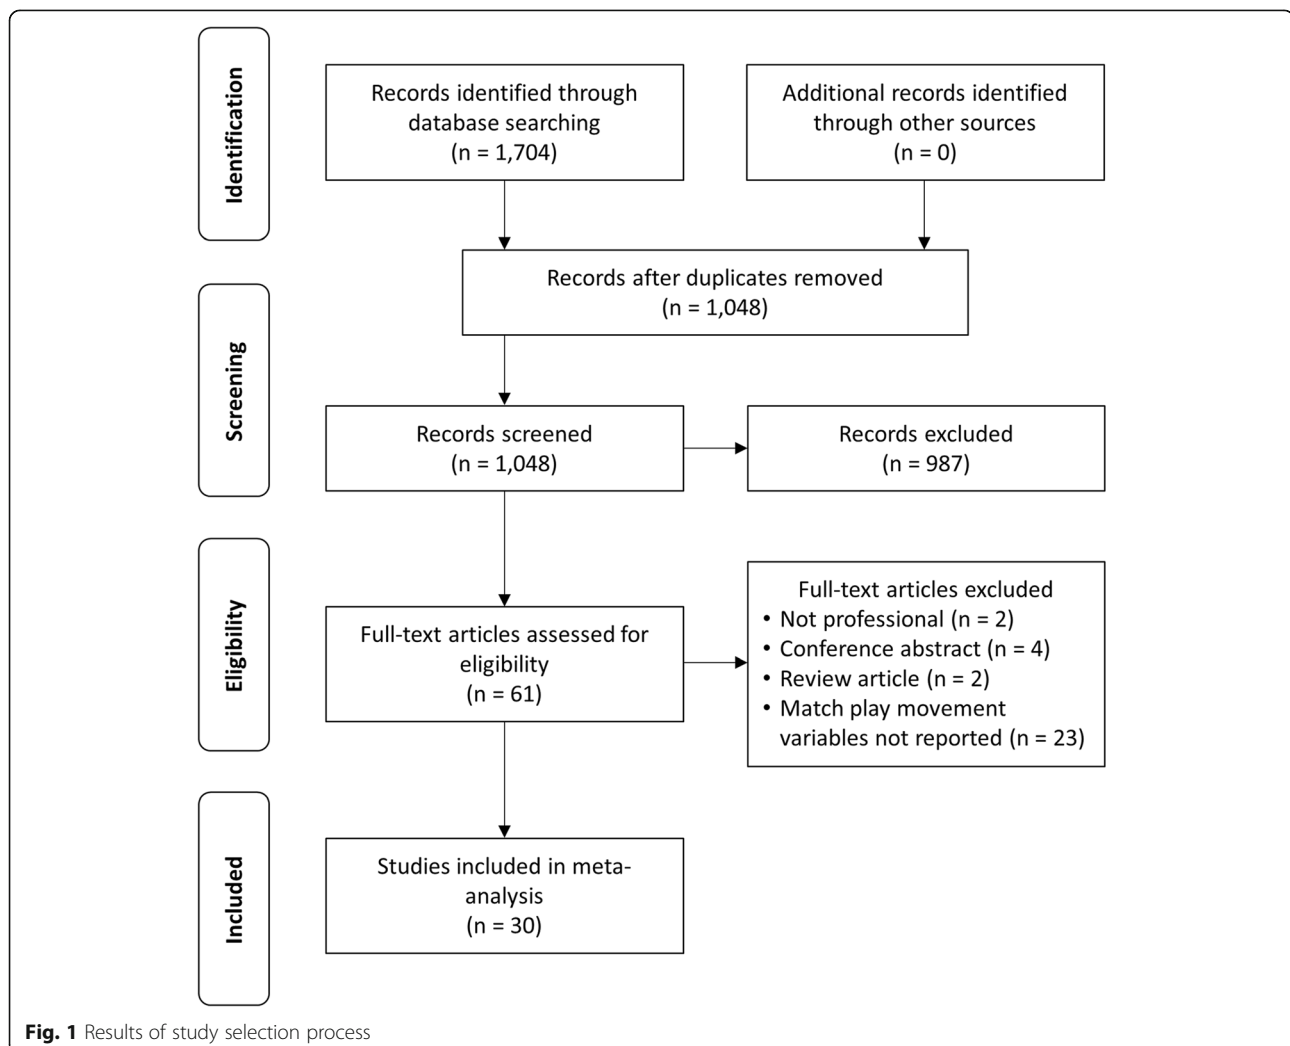 Identification
Records identified through
database searching
(n = 1,704)
Additional records identified
through other sources
(n = 0)
Records after duplicates removed
(n = 1,048)
Screening
Records screened
(n = 1,048)
Records excluded
(n = 987)
Eligibility
Full-text articles assessed for
eligibility
(n = 61)
Full-text articles excluded
• Not professional (n = 2)
• Conference abstract (n = 4)
• Review article (n = 2)
• Match play movement
variables not reported (n = 23)
Included
Studies included in meta-
analysis
(n = 30)
Fig. 1 Results of study selection process